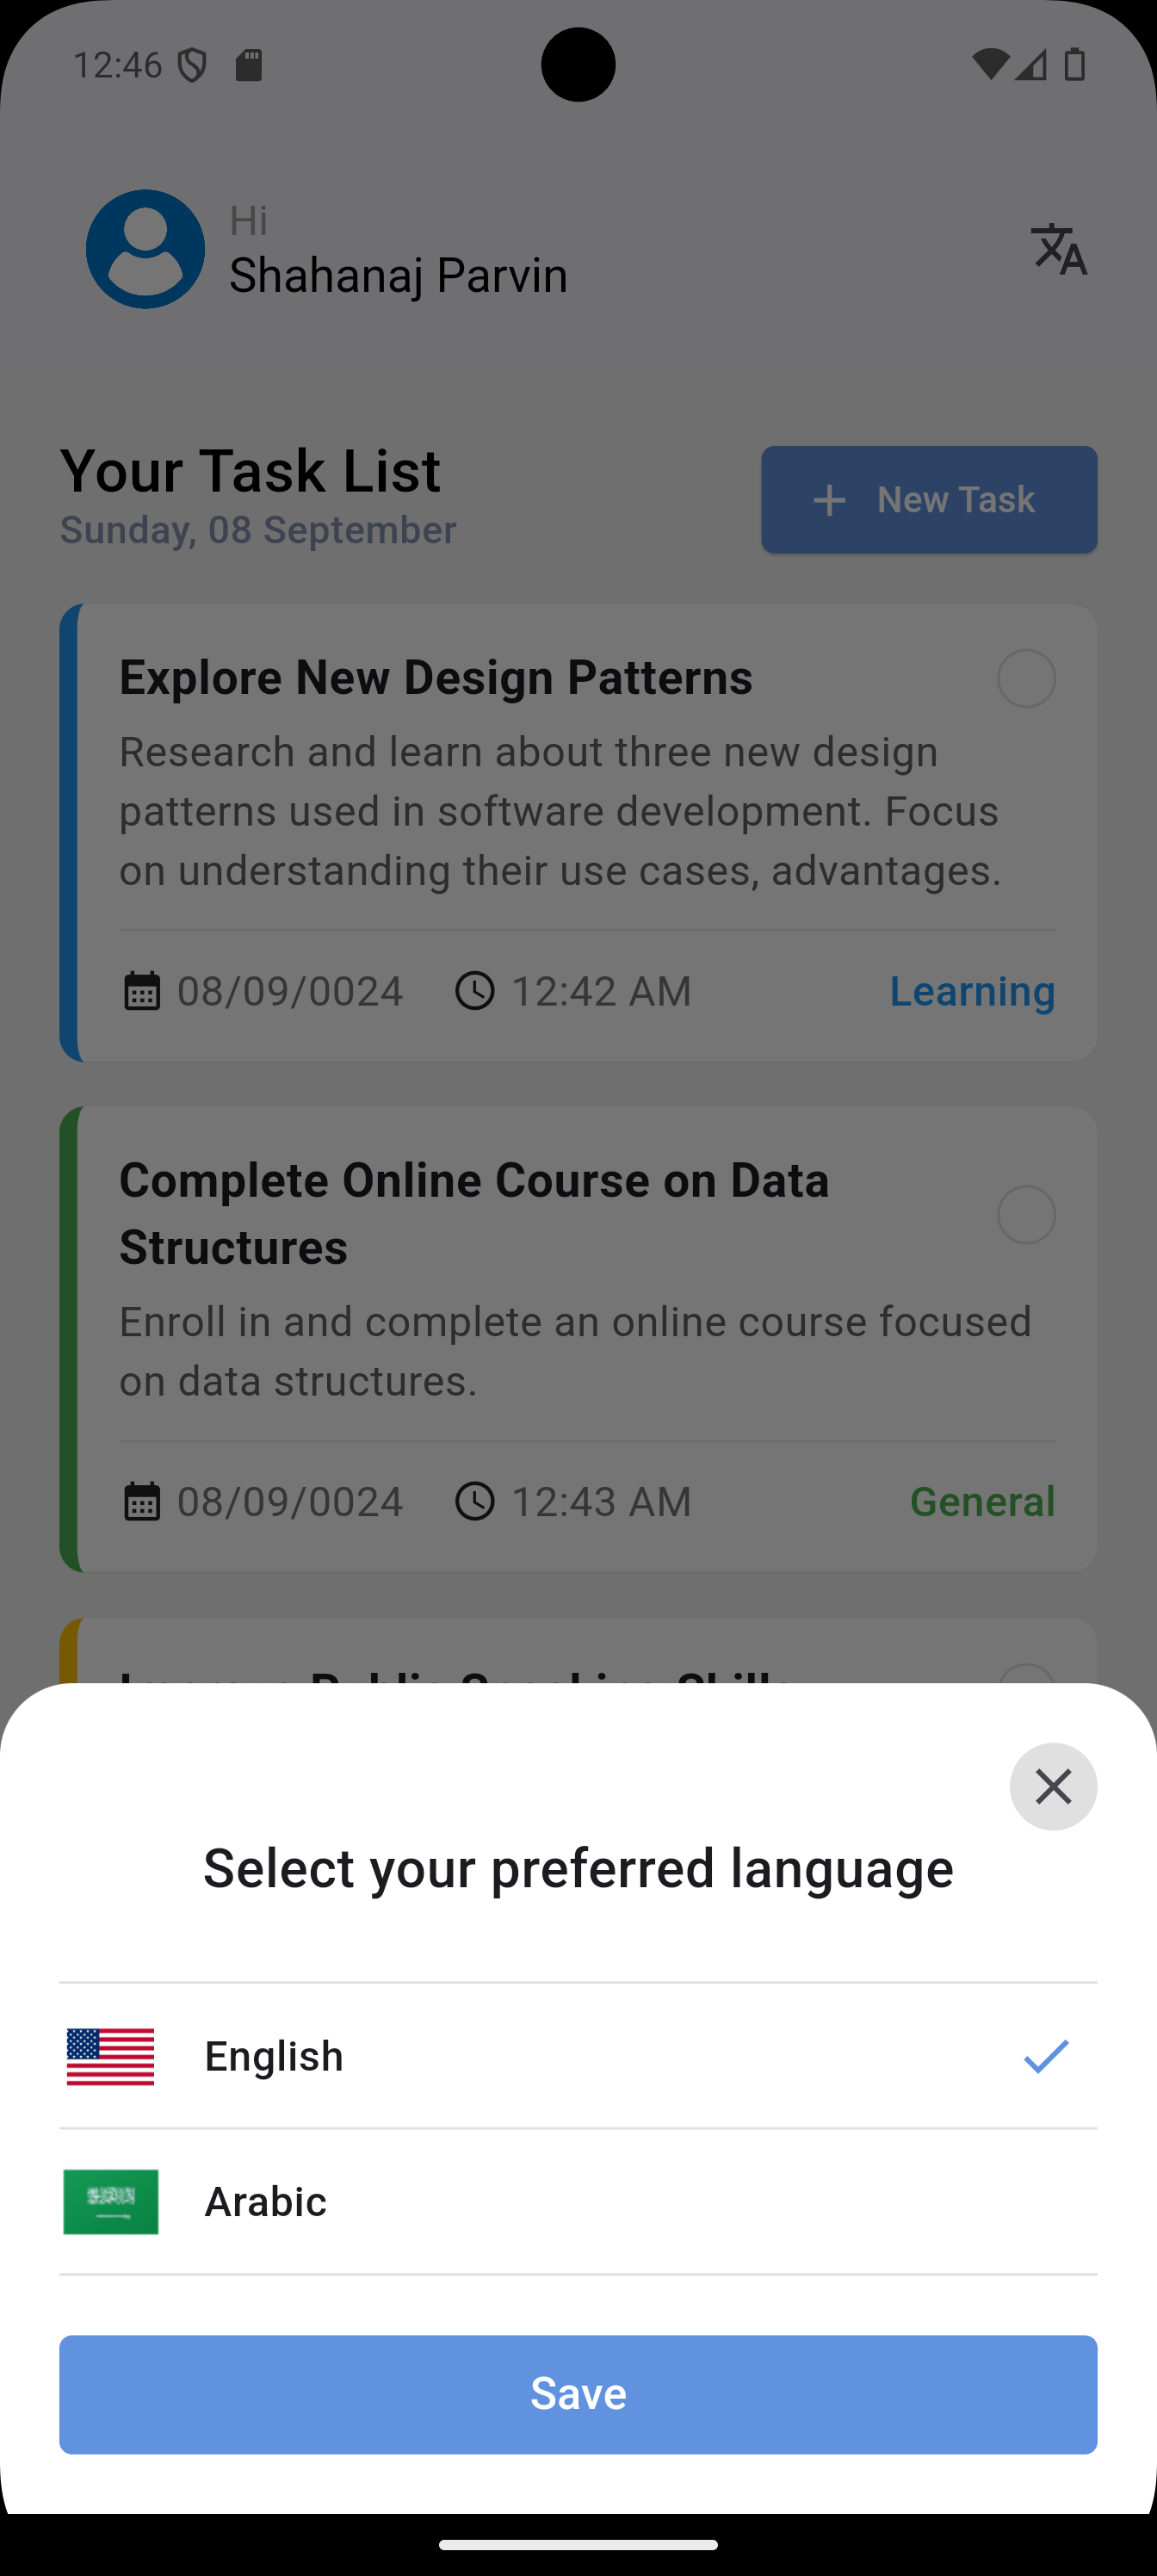 12:46
Hi
Shahanaj Parvin
Your Task List
Sunday, 08 September
+ New Task
Explore New Design Patterns
Research and learn about three new design
patterns used in software development. Focus
on understanding their use cases, advantages.
08/09/0024 12:42 AM Learning
Complete Online Course on Data
Structures
Enroll in and complete an online course focused
on data structures.
08/09/0024 12:43 AM General
Select your preferred language
English
Arabic
Save